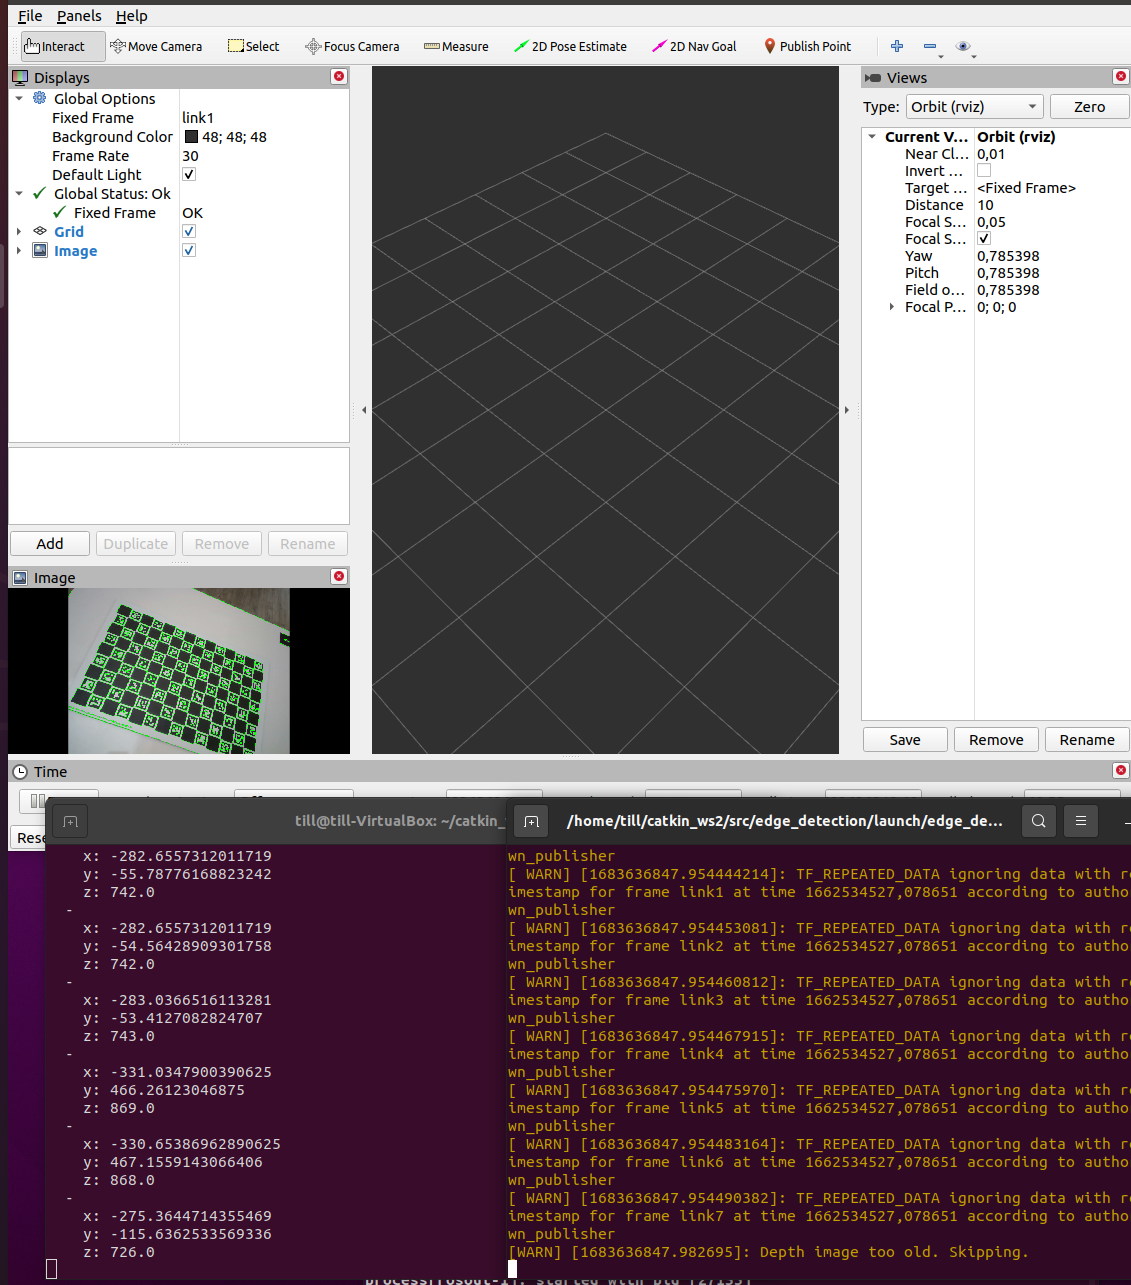 File Panels Help
Interact Move Camera Select Focus Camera Measure 2D Pose Estimate 2D Nav Goal Publish Point
Displays
Global Options
Fixed Frame link1
Background Color 48; 48; 48
Frame Rate 30
Default Light
Global Status: Ok
Fixed Frame OK
Grid
Image
Add Duplicate Remove Rename
Image
Views
Type: Orbit (rviz) Zero
Current V... Orbit (rviz)
Near Cl... 0,01
Invert ...
Target ... <Fixed Frame>
Distance 10
Focal S... 0,05
Focal S...
Yaw 0,785398
Pitch 0,785398
Field o... 0,785398
Focal P... 0; 0; 0
Save Remove Rename
Time
Rese
till@till-VirtualBox: ~/catkin_
x: -282.6557312011719
y: -55.78776168823242
z: 742.0
-
x: -282.6557312011719
y: -54.56428909301758
z: 742.0
-
x: -283.0366516113281
y: -53.4127082824707
z: 743.0
-
x: -331.0347900390625
y: 466.26123046875
z: 869.0
-
x: -330.65386962890625
y: 467.1559143066406
z: 868.0
-
x: -275.3644714355469
y: -115.6362533569336
z: 726.0
/home/till/catkin_ws2/src/edge_detection/launch/edge_de...
wn_publisher
[ WARN] [1683636847.954444214]: TF_REPEATED_DATA ignoring data with re
imestamp for frame link1 at time 1662534527,078651 according to autho
wn_publisher
[ WARN] [1683636847.954453081]: TF_REPEATED_DATA ignoring data with re
imestamp for frame link2 at time 1662534527,078651 according to autho
wn_publisher
[ WARN] [1683636847.954460812]: TF_REPEATED_DATA ignoring data with re
imestamp for frame link3 at time 1662534527,078651 according to autho
wn_publisher
[ WARN] [1683636847.954467915]: TF_REPEATED_DATA ignoring data with re
imestamp for frame link4 at time 1662534527,078651 according to autho
wn_publisher
[ WARN] [1683636847.954475970]: TF_REPEATED_DATA ignoring data with re
imestamp for frame link5 at time 1662534527,078651 according to autho
wn_publisher
[ WARN] [1683636847.954483164]: TF_REPEATED_DATA ignoring data with re
imestamp for frame link6 at time 1662534527,078651 according to autho
wn_publisher
[ WARN] [1683636847.954490382]: TF_REPEATED_DATA ignoring data with re
imestamp for frame link7 at time 1662534527,078651 according to autho
wn_publisher
[WARN] [1683636847.982695]: Depth image too old. Skipping.